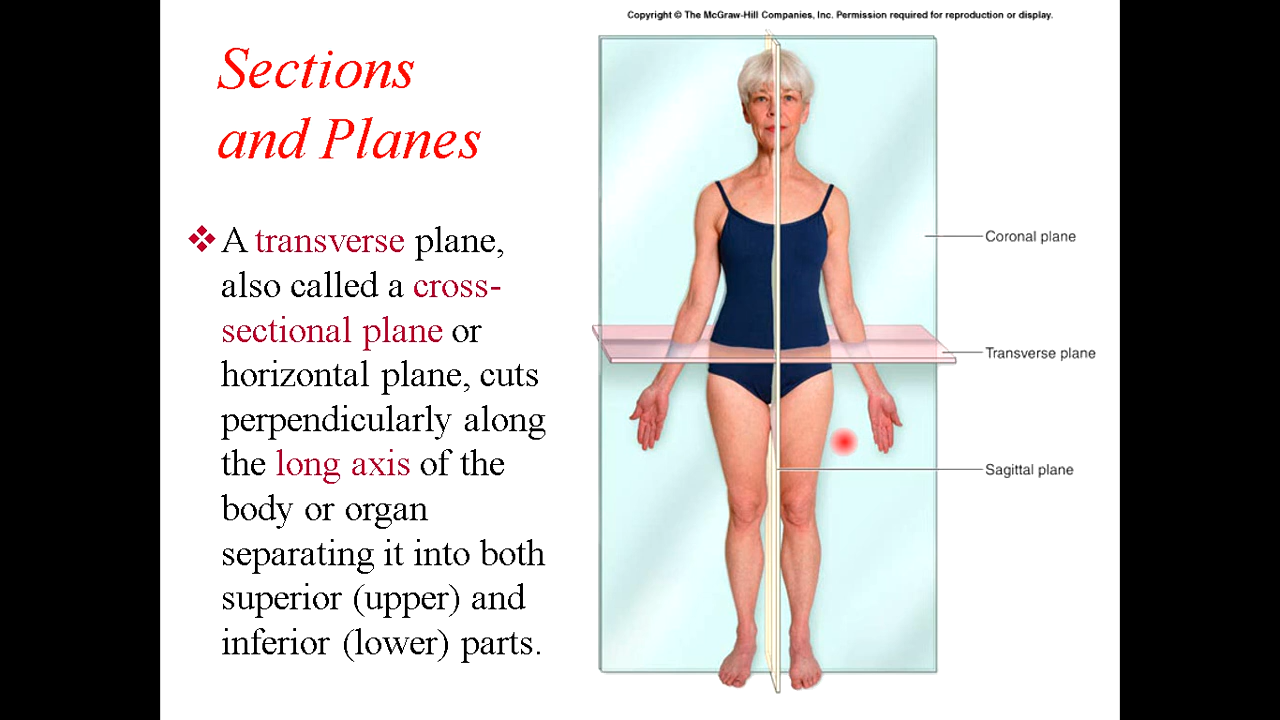 Copyright © The McGraw-Hill Companies, Inc. Permission required for reproduction or display.
Sections
and Planes
❖ A transverse plane,
also called a cross-
sectional plane or
horizontal plane, cuts
perpendicularly along
the long axis of the
body or organ
separating it into both
superior (upper) and
inferior (lower) parts.
Coronal plane
Transverse plane
Sagittal plane